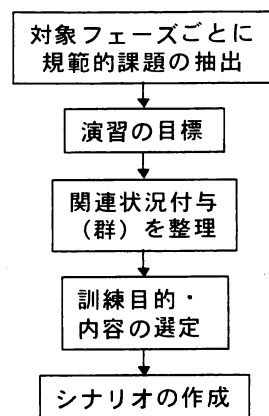 対象フェーズごとに
規範的課題の抽出
演習の目標
関連状況付与
（群）を整理
訓練目的・
内容の選定
シナリオの作成